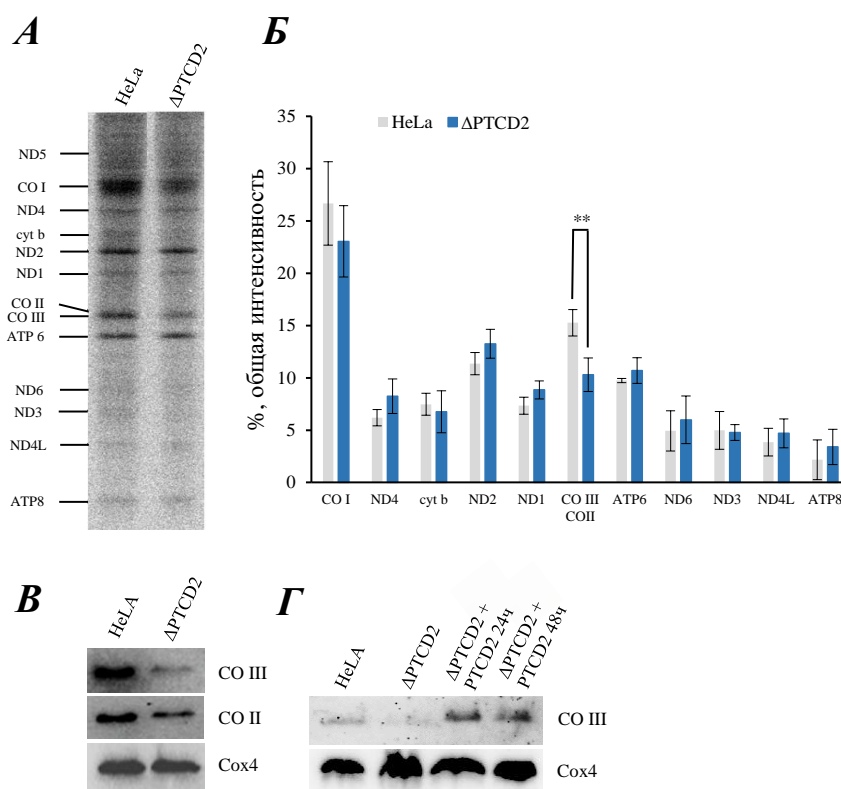 А
HeLa
ΔPTCD2
ND5
CO I
ND4
cyt b
ND2
ND1
CO II
CO III
ATP 6
ND6
ND3
ND4L
ATP8
Б
HeLa
ΔPTCD2
%, общая интенсивность
35
30
25
20
15
10
5
0
**
CO I
ND4
cyt b
ND2
ND1
CO III
COII
ATP6
ND6
ND3
ND4L
ATP8
В
HeLA
ΔPTCD2
CO III
CO II
Cox4
Г
HeLA
ΔPTCD2
ΔPTCD2 +
PTCD2 24ч
ΔPTCD2 +
PTCD2 48ч
CO III
Cox4